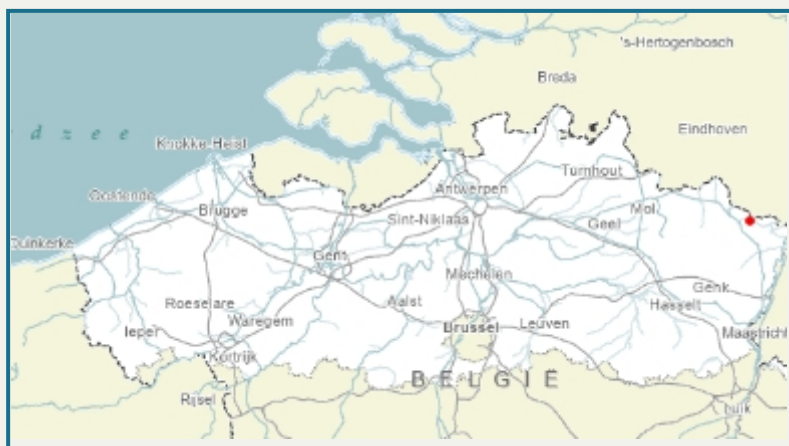 's-Hertogenbosch
Breda
dzee
Eindhoven
Knokke-Heist
Turnhout
Antwerpen
Oostende
Brugge
Sint-Niklaas
Geel
Mol
Duinkerke
Gent
Mechelen
Genk
Roeselare
Aalst
Hasselt
Ieper
Waregem
Brussel
Leuven
Maastricht
Kortrijk
BELGIË
Rijsel
Luik